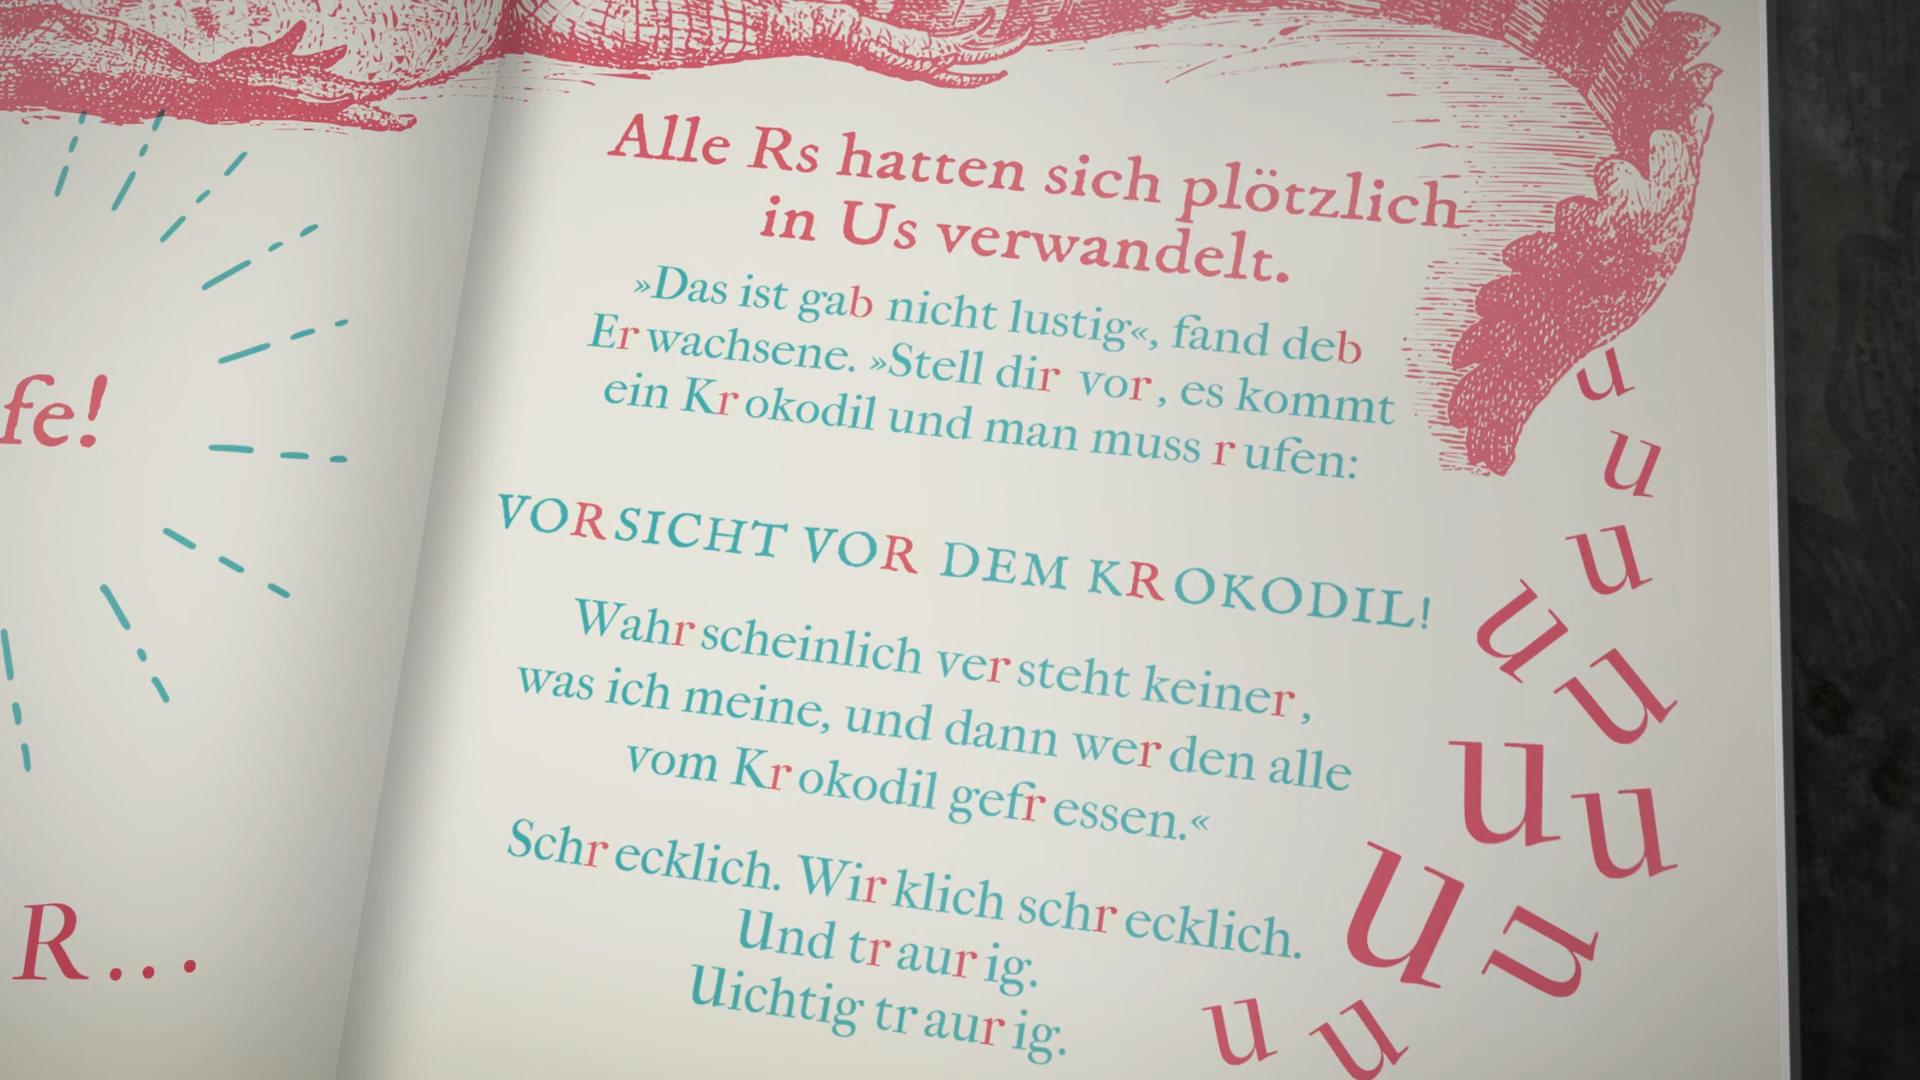 fe!
R...
Alle Rs hatten sich plötzlich
in Us verwandelt.
»Das ist gab nicht lustig«, fand deb
Erwachsene. »Stell dir vor, es kommt
ein Krokodil und man muss rufen:
VORSICHT VOR DEM KROKODIL!
Wahrscheinlich versteht keiner,
was ich meine, und dann werden alle
vom Krokodil gefressen.«
Schrecklich. Wirklich schrecklich.
Und traurig.
Uichtig traurig.
u
u
u
u
u
u
u
u
u
u
u